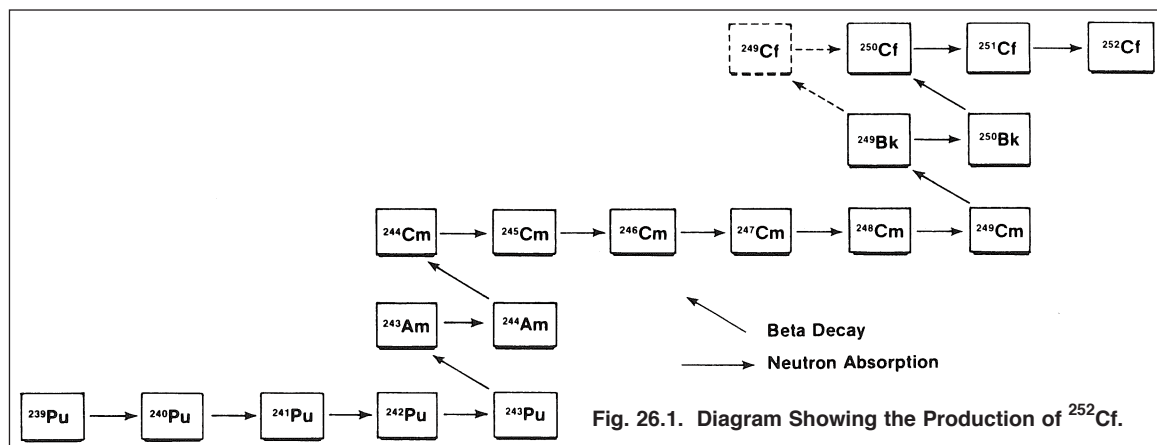 ²⁴⁹Cf ²⁵⁰Cf ²⁵¹Cf ²⁵²Cf
²⁴⁹Bk ²⁵⁰Bk
²⁴⁴Cm ²⁴⁵Cm ²⁴⁶Cm ²⁴⁷Cm ²⁴⁸Cm ²⁴⁹Cm
²⁴³Am ²⁴⁴Am
Beta Decay
Neutron Absorption
²³⁹Pu ²⁴⁰Pu ²⁴¹Pu ²⁴²Pu ²⁴³Pu
Fig. 26.1. Diagram Showing the Production of ²⁵²Cf.